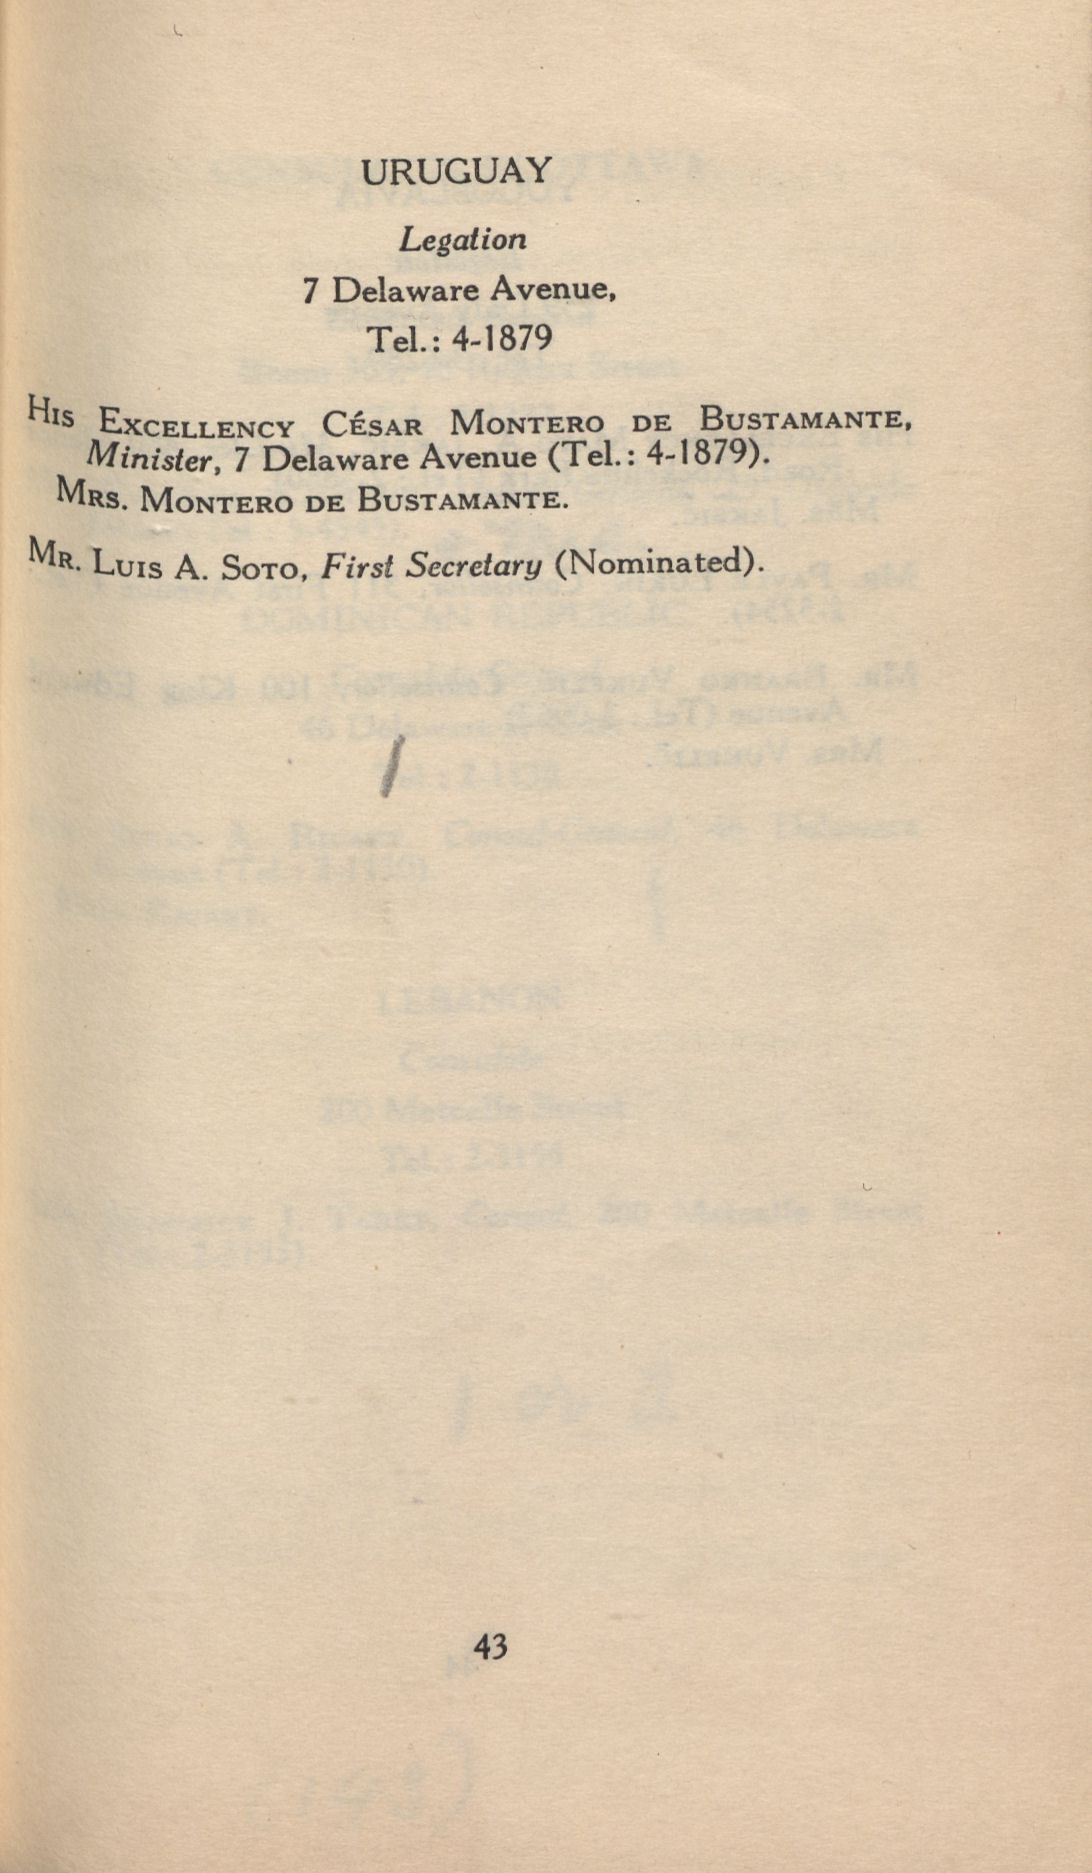 URUGUAY
Legation
7 Delaware Avenue,
Tel.: 4-1879
His Excellency César Montero de Bustamante,
Minister, 7 Delaware Avenue (Tel.: 4-1879).
Mrs. Montero de Bustamante.
Mr. Luis A. Soto, First Secretary (Nominated).
43